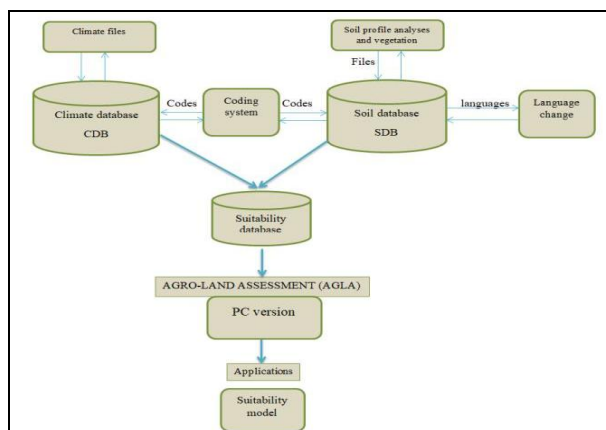 Climate files
Soil profile analyses
and vegetation
Files
Climate database
CDB
Codes
Coding
system
Codes
Soil database
SDB
languages
Language
change
Suitability
database
AGRO-LAND ASSESSMENT (AGLA)
PC version
Applications
Suitability
model